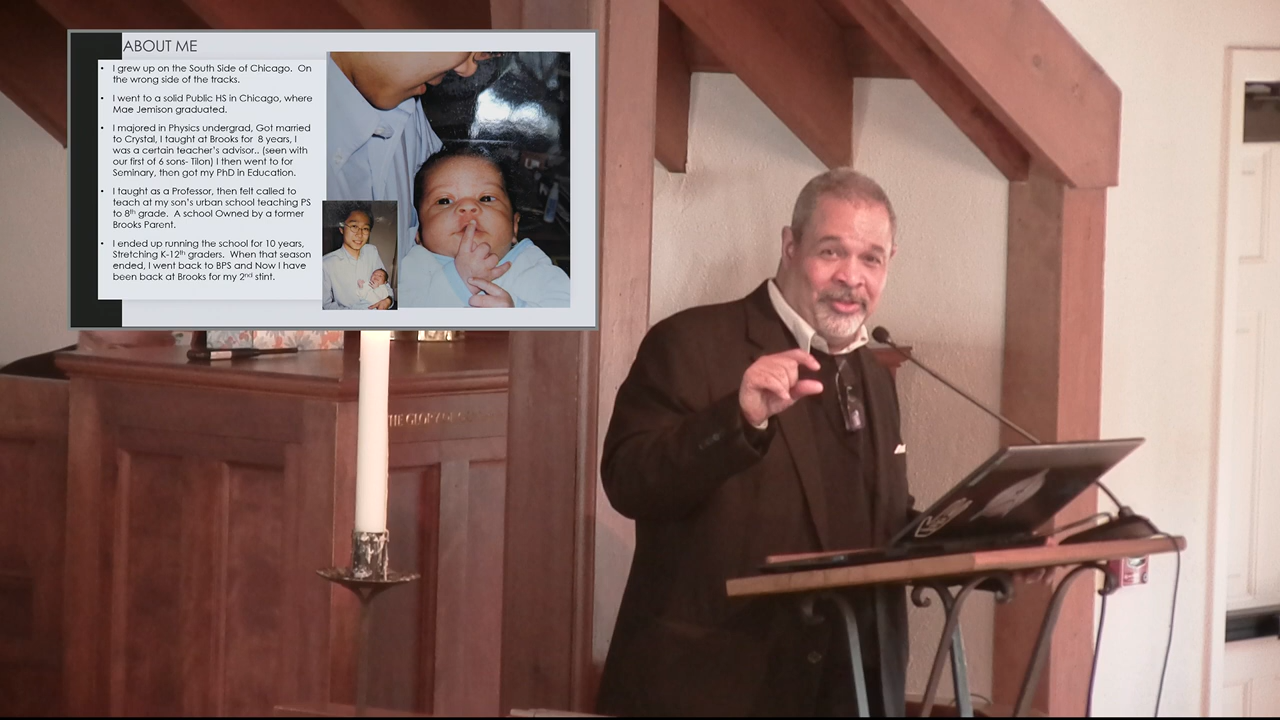 ABOUT ME
• I grew up on the South Side of Chicago. On
the wrong side of the tracks.
• I went to a solid Public HS in Chicago, where
Mae Jemison graduated.
• I majored in Physics undergrad, Got married
to Crystal, I taught at Brooks for 8 years, I
was a certain teacher's advisor.. (seen with
our first of 6 sons- Tilon) I then went to for
Seminary, then got my PhD in Education.
• I taught as a Professor, then felt called to
teach at my son's urban school teaching PS
to 8th grade. A school Owned by a former
Brooks Parent.
• I ended up running the school for 10 years,
Stretching K-12th graders. When that season
ended, I went back to BPS and Now I have
been back at Brooks for my 2nd stint.
THE GLORY OF